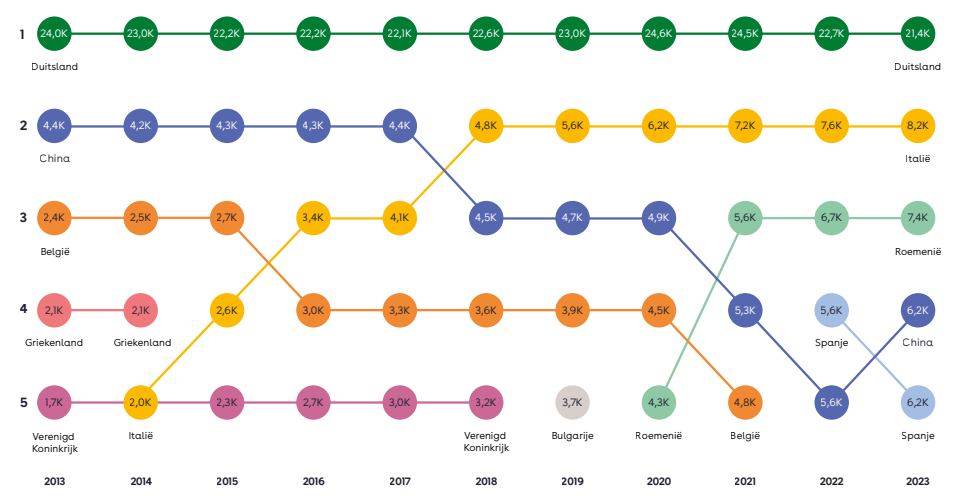 1 24,0K 23,0K 22,2K 22,2K 22,1K 22,6K 23,0K 24,6K 24,5K 22,7K 21,4K
Duitsland Duitsland
2 4,4K 4,2K 4,3K 4,3K 4,4K 4,8K 5,6K 6,2K 7,2K 7,6K 8,2K
China Italië
3 2,4K 2,5K 2,7K 3,4K 4,1K 4,5K 4,7K 4,9K 5,6K 6,7K 7,4K
België Roemenië
4 2,1K 2,1K 2,6K 3,0K 3,3K 3,6K 3,9K 4,5K 5,3K 5,6K 6,2K
Griekenland Griekenland Spanje China
5 1,7K 2,0K 2,3K 2,7K 3,0K 3,2K 3,7K 4,3K 4,8K 5,6K 6,2K
Verenigd Italië Verenigd Bulgarije Roemenië België Spanje
Koninkrijk Koninkrijk
2013 2014 2015 2016 2017 2018 2019 2020 2021 2022 2023